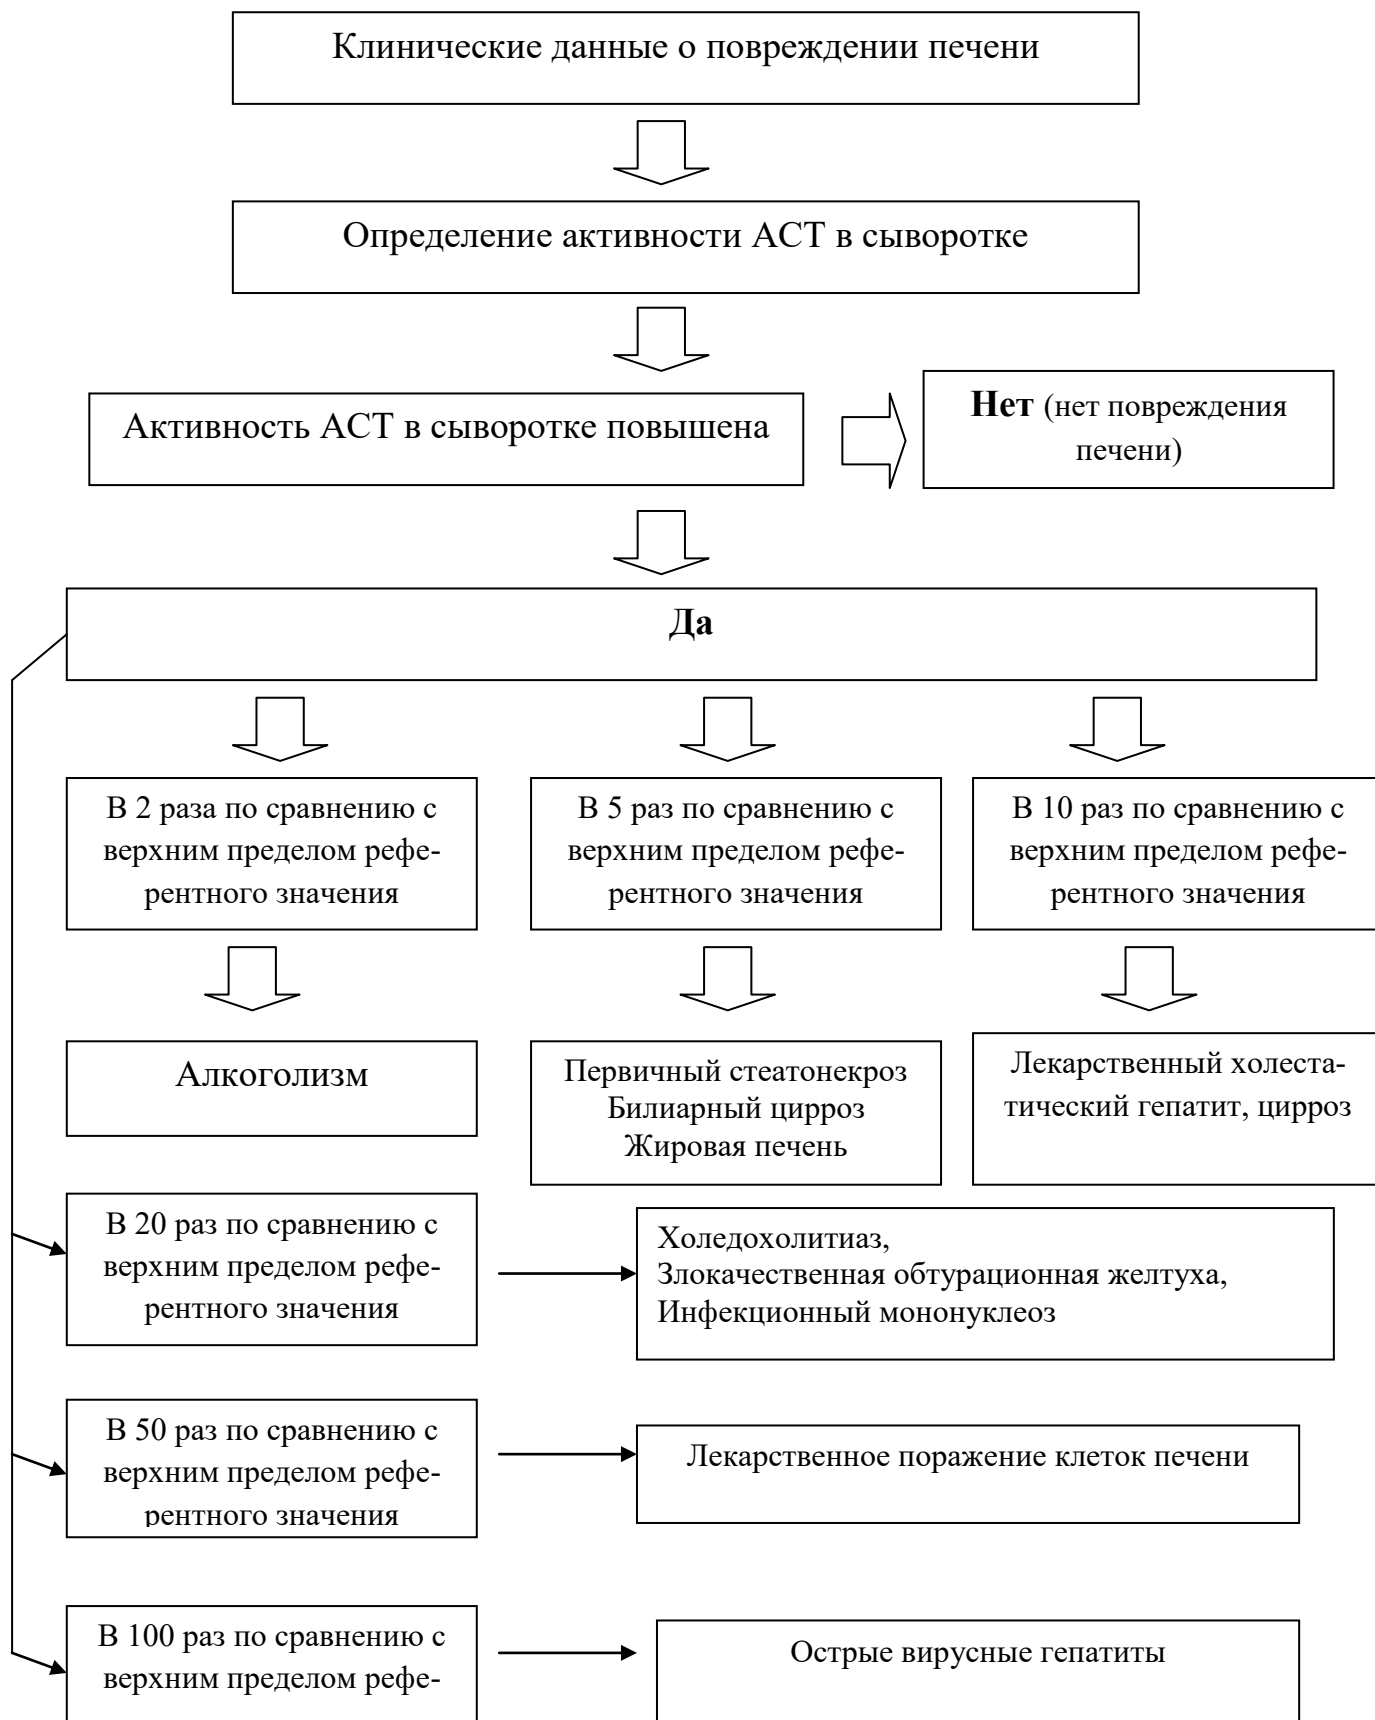 Клинические данные о повреждении печени
Определение активности АСТ в сыворотке
Активность АСТ в сыворотке повышена
Нет (нет повреждения
печени)
Да
В 2 раза по сравнению с
верхним пределом рефе-
рентного значения
В 5 раз по сравнению с
верхним пределом рефе-
рентного значения
В 10 раз по сравнению с
верхним пределом рефе-
рентного значения
Алкоголизм
Первичный стеатонекроз
Билиарный цирроз
Жировая печень
Лекарственный холеста-
тический гепатит, цирроз
В 20 раз по сравнению с
верхним пределом рефе-
рентного значения
Холедохолитиаз,
Злокачественная обтурационная желтуха,
Инфекционный мононуклеоз
В 50 раз по сравнению с
верхним пределом рефе-
рентного значения
Лекарственное поражение клеток печени
В 100 раз по сравнению с
верхним пределом рефе-
Острые вирусные гепатиты